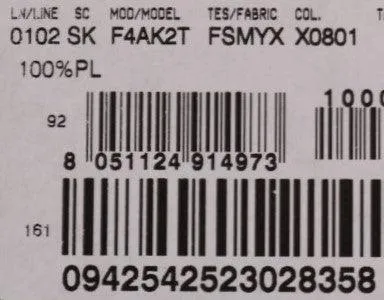 LN/LINE SC MOD/MODEL TES/FABRIC COL. T
0102 SK F4AK2T FSMYX X0801
100%PL
1000
92
8 051124 914973
161
0942542523028358